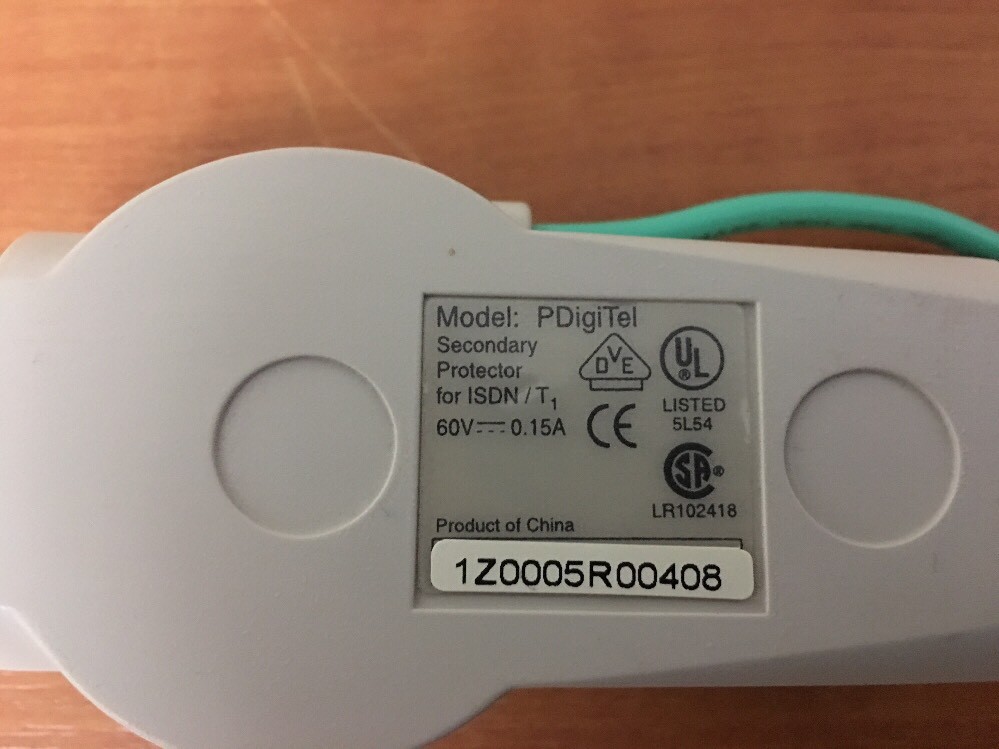 Model: PDigiTel
Secondary
Protector
for ISDN / T1
60V⎓ 0.15A
DVE
UL®
LISTED
5L54
CE
SA®
LR102418
Product of China
1Z0005R00408